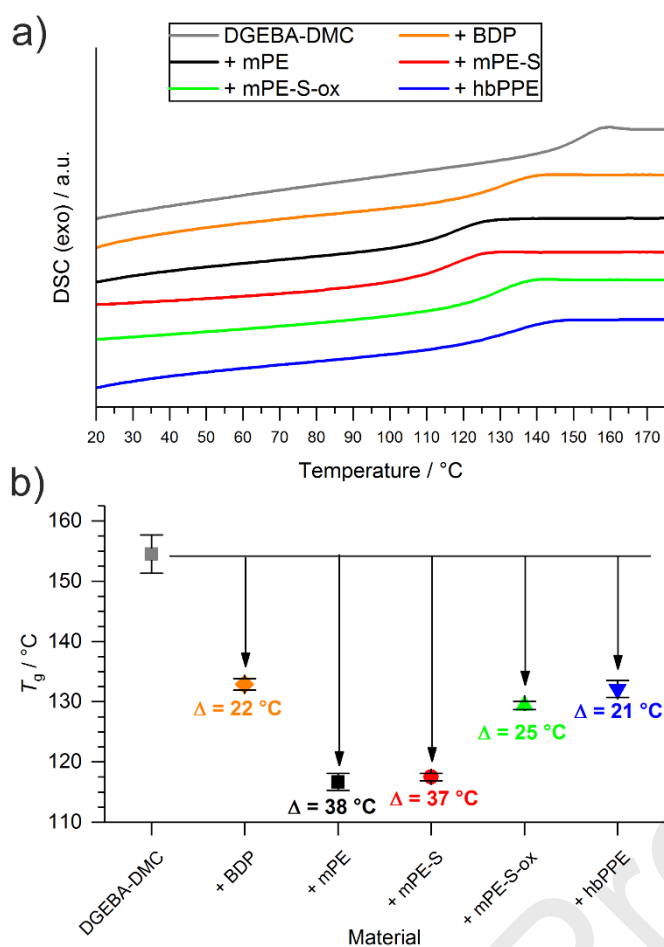 a)
DGEBA-DMC + BDP
+ mPE + mPE-S
+ mPE-S-ox + hbPPE
DSC (exo) / a.u.
20 30 40 50 60 70 80 90 100 110 120 130 140 150 160 170
Temperature / °C
b)
160
150
140
130
120
110
Tg / °C
Δ = 22 °C
Δ = 38 °C
Δ = 37 °C
Δ = 25 °C
Δ = 21 °C
DGEBA-DMC
+ BDP
+ mPE
+ mPE-S
+ mPE-S-ox
+ hbPPE
Material